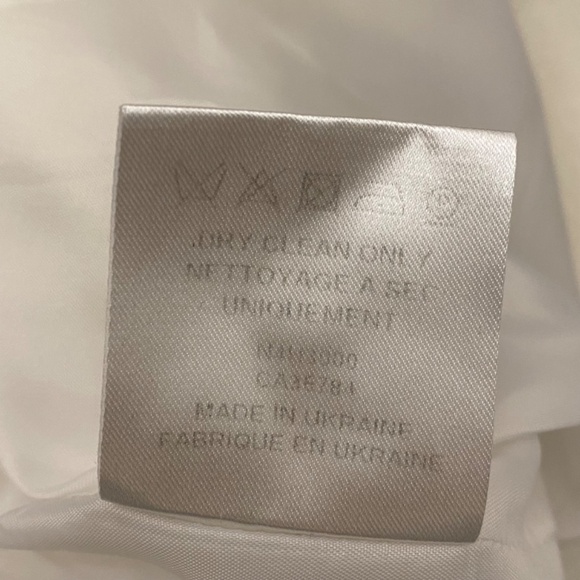 DRY CLEAN ONLY
NETTOYAGE A SEC
UNIQUEMENT
MADE IN UKRAINE
FABRIQUE EN UKRAINE